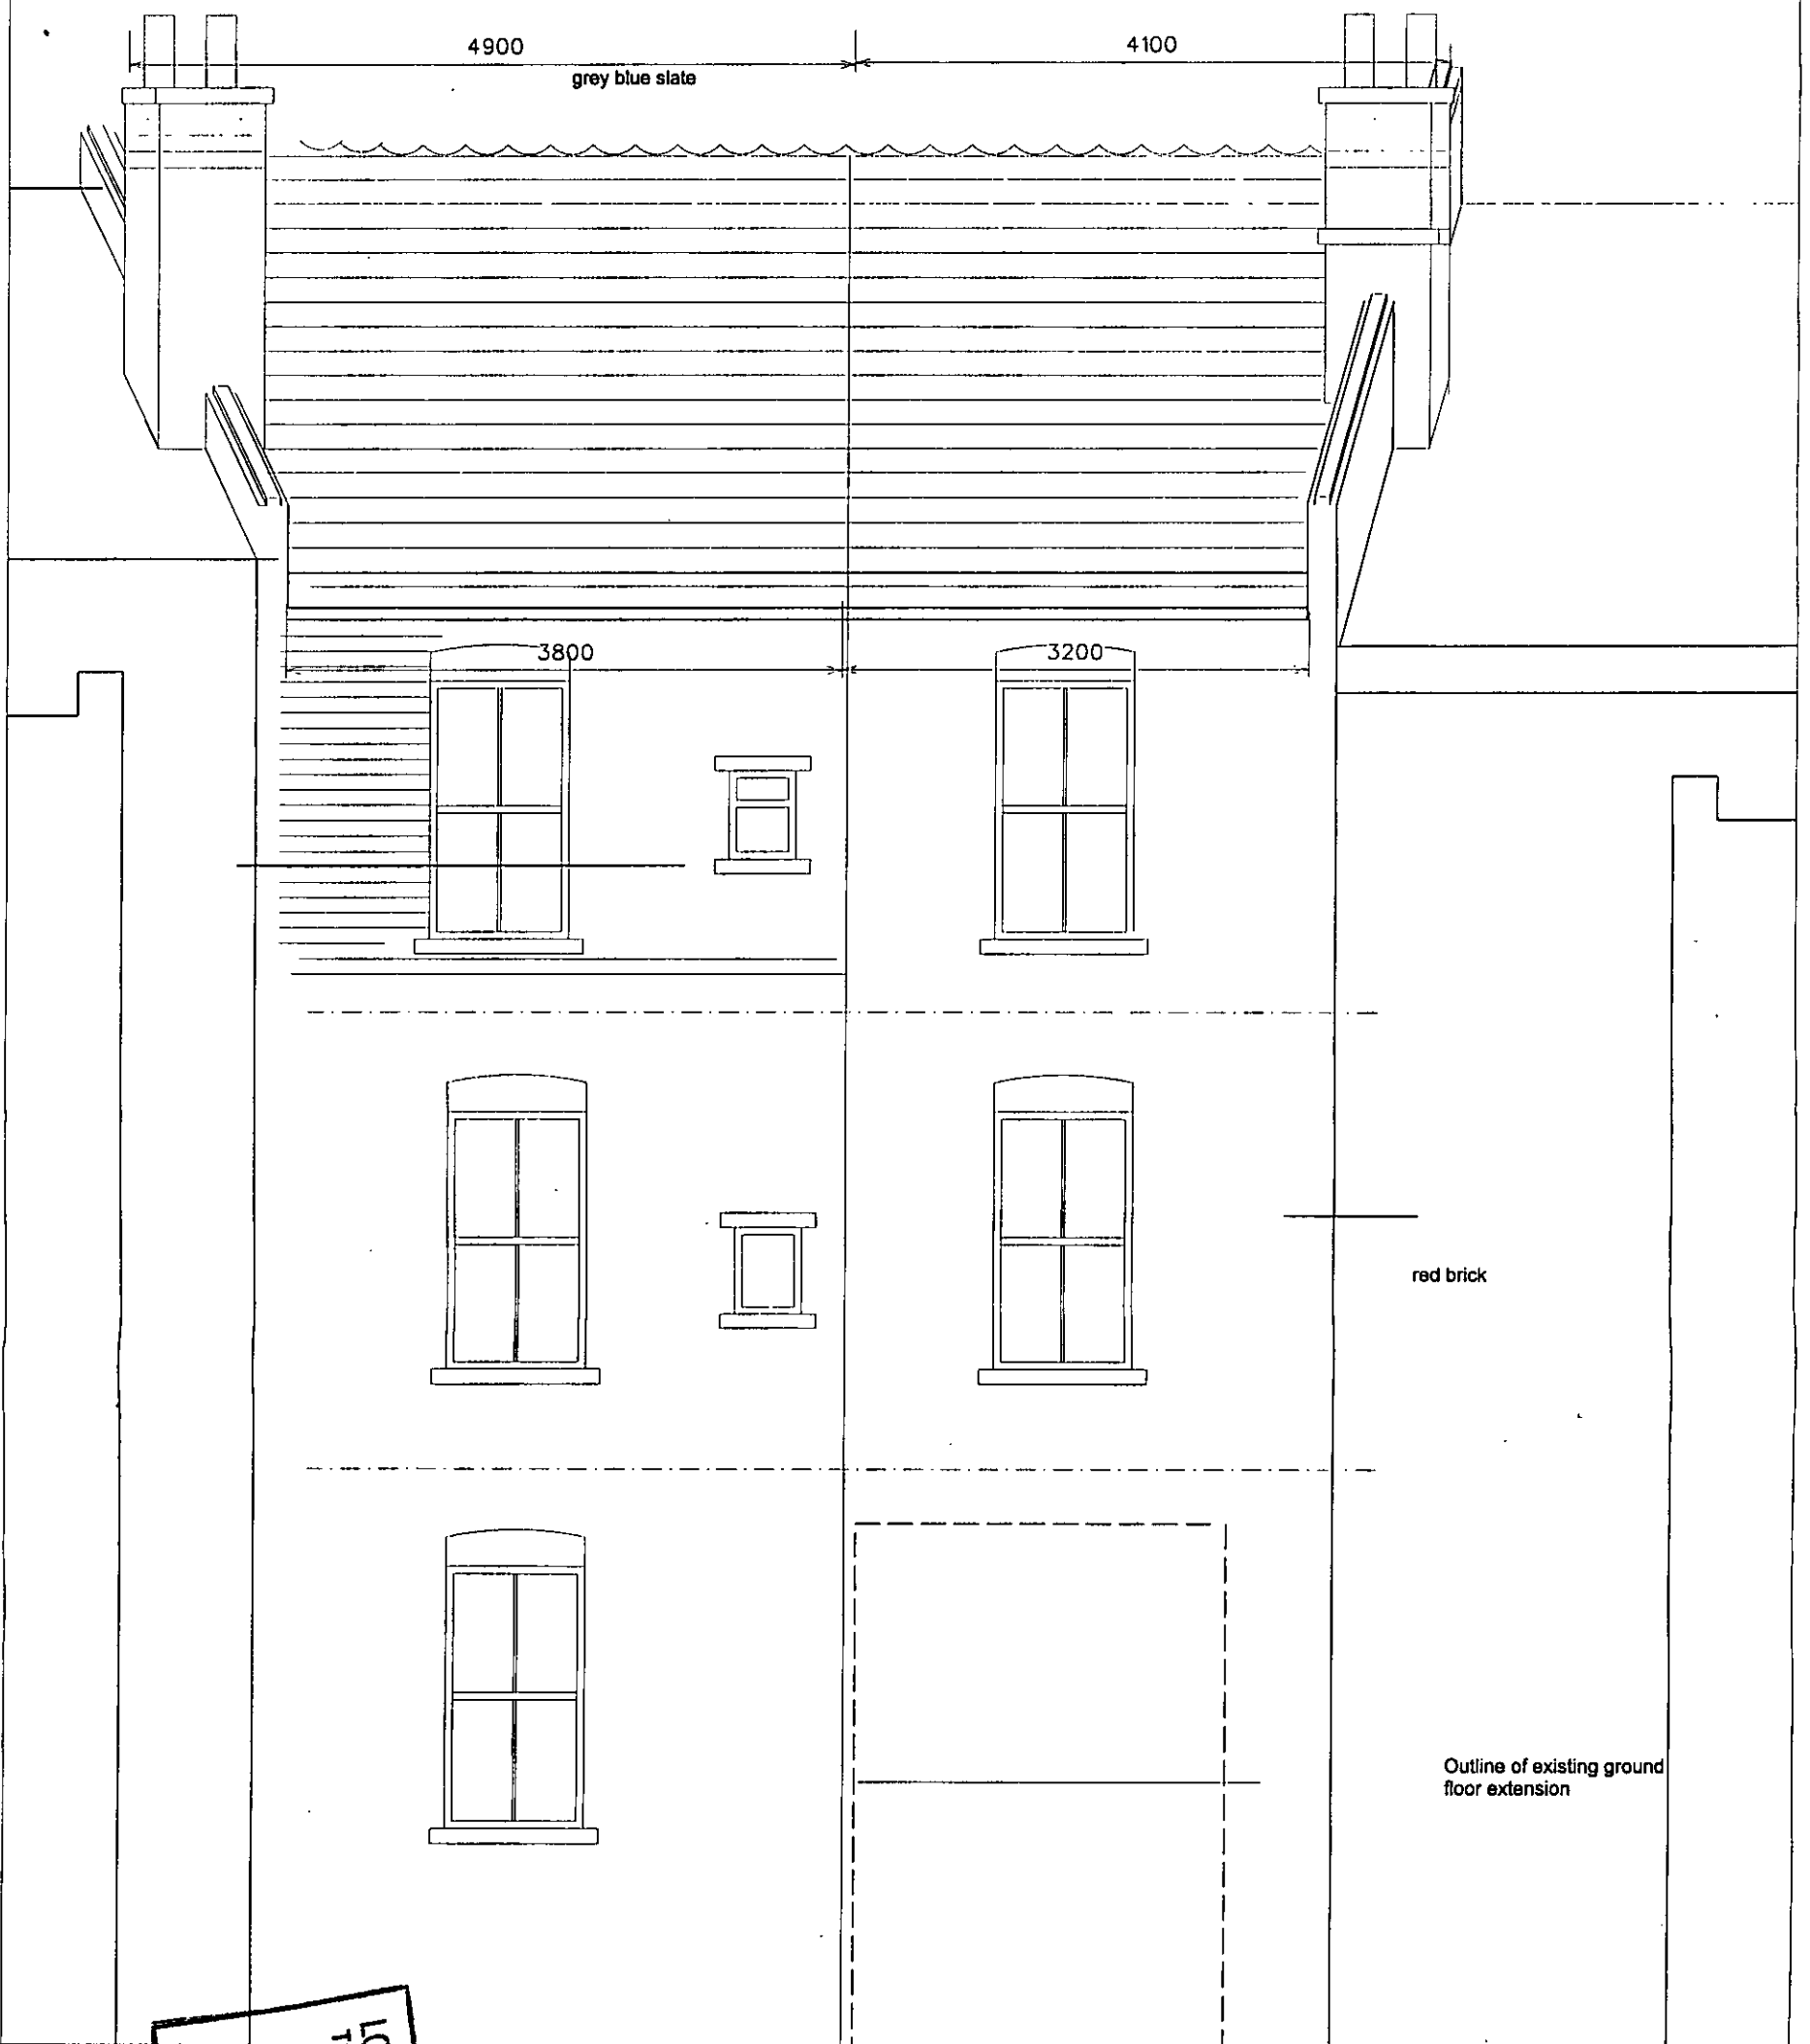 4900
4100
grey blue slate
3800
3200
red brick
Outline of existing ground
floor extension